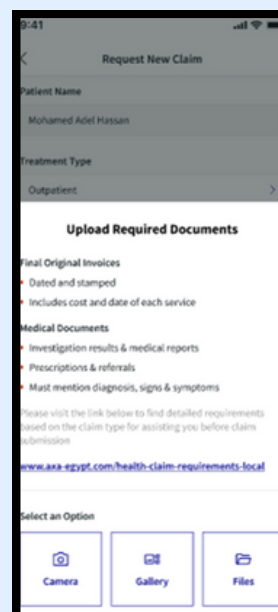 9:41
Request New Claim
Patient Name
Mohamed Adel Hassan
Treatment Type
Outpatient
Upload Required Documents
Final Original Invoices
• Dated and stamped
• Includes cost and date of each service
Medical Documents
• Investigation results & medical reports
• Prescriptions & referrals
• Must mention diagnosis, signs & symptoms
Please visit the link below to find detailed requirements
based on the claim type for assisting you before claim
submission
www.axa-egypt.com/health-claim-requirements-local
Select an Option
Camera
Gallery
Files